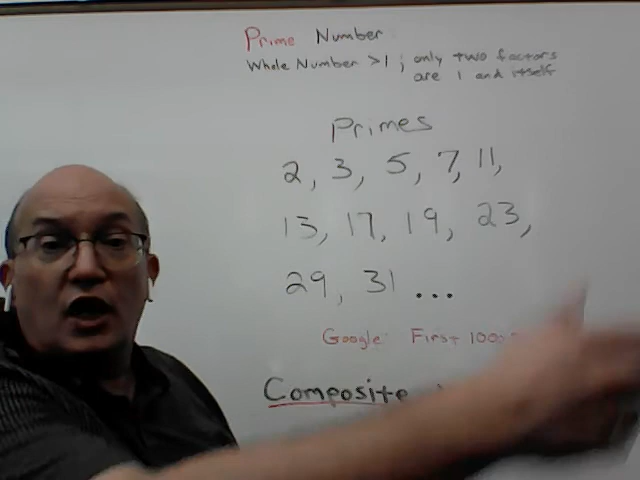 Prime Number
Whole Number >1 ; only two factors
are 1 and itself
Primes
2, 3, 5, 7, 11,
13, 17, 19, 23,
29, 31 ...
Google: First 100
Composite